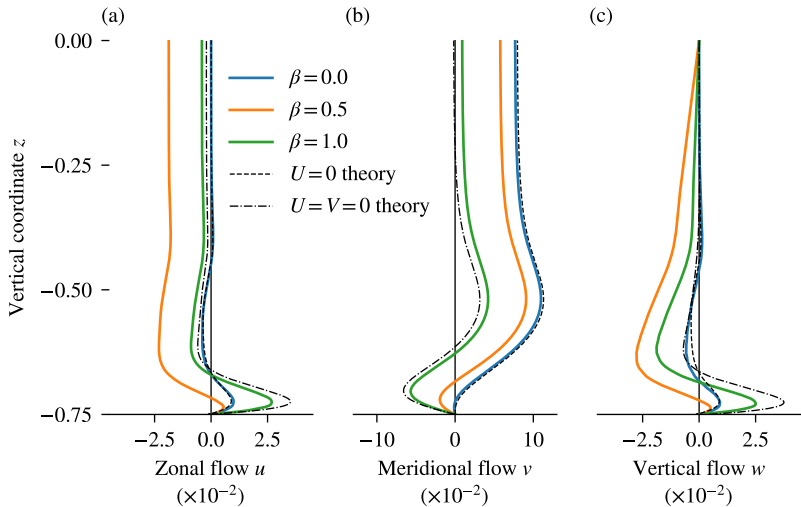 (a)
(b)
(c)
0.00
−0.25
−0.50
−0.75
Vertical coordinate z
β = 0.0
β = 0.5
β = 1.0
U = 0 theory
U = V = 0 theory
−2.5 0.0 2.5
Zonal flow u
(×10⁻²)
−10 0 10
Meridional flow v
(×10⁻²)
−2.5 0.0 2.5
Vertical flow w
(×10⁻²)